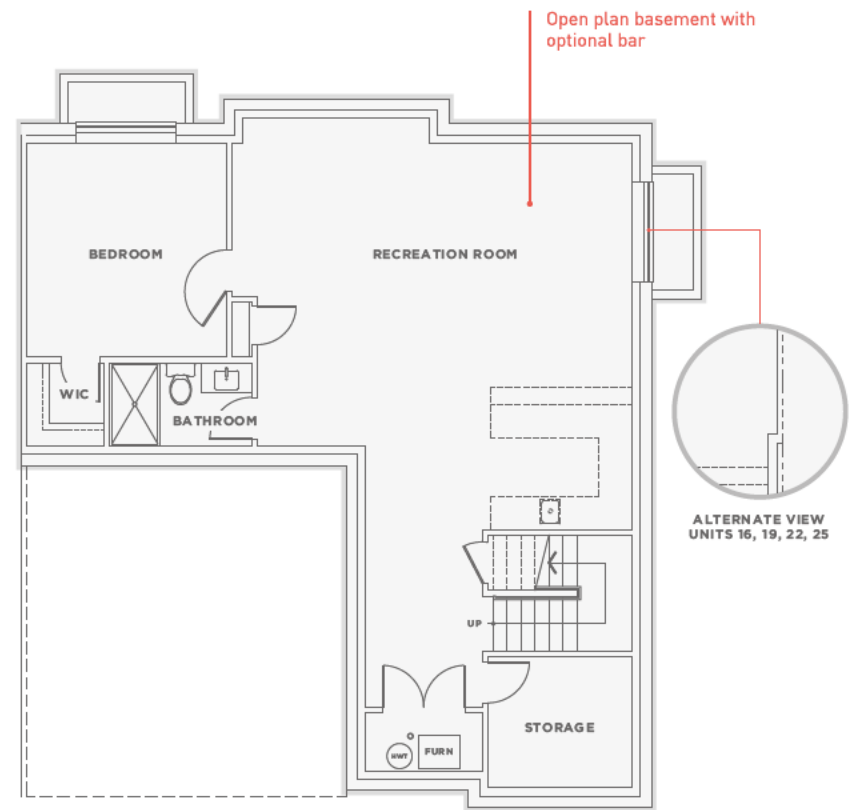 Open plan basement with
optional bar
BEDROOM
RECREATION ROOM
WIC
BATHROOM
ALTERNATE VIEW
UNITS 16, 19, 22, 25
UP
STORAGE
HWT
FURN